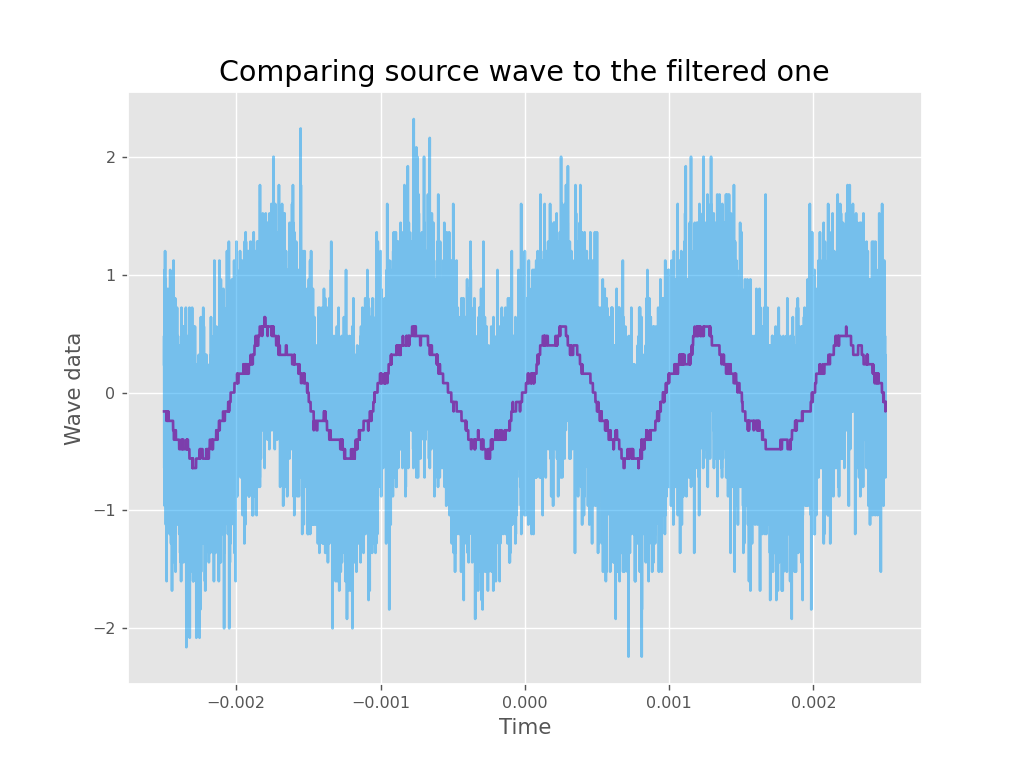 Comparing source wave to the filtered one
2
1
0
−1
−2
Wave data
−0.002 −0.001 0.000 0.001 0.002
Time